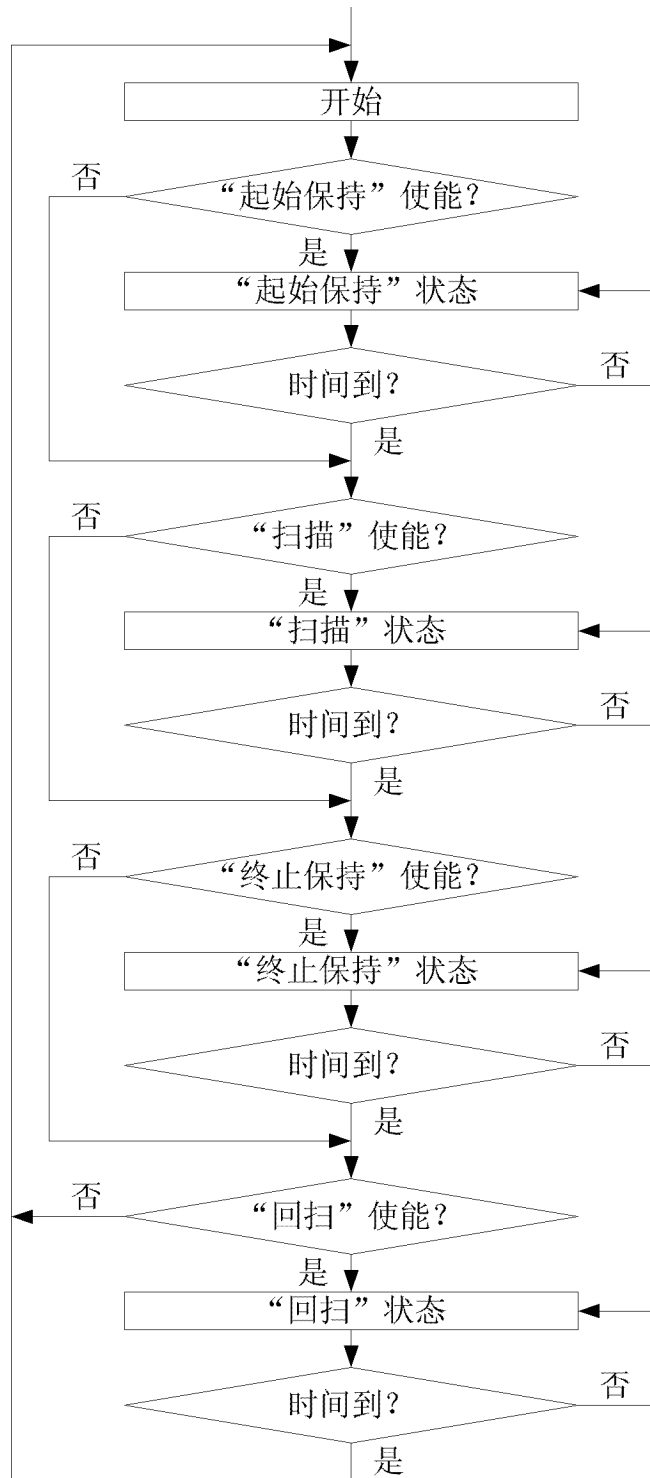 开始
否
“起始保持”使能?
是
“起始保持”状态
时间到?
否
是
否
“扫描”使能?
是
“扫描”状态
时间到?
否
是
否
“终止保持”使能?
是
“终止保持”状态
时间到?
否
是
否
“回扫”使能?
是
“回扫”状态
时间到?
否
是